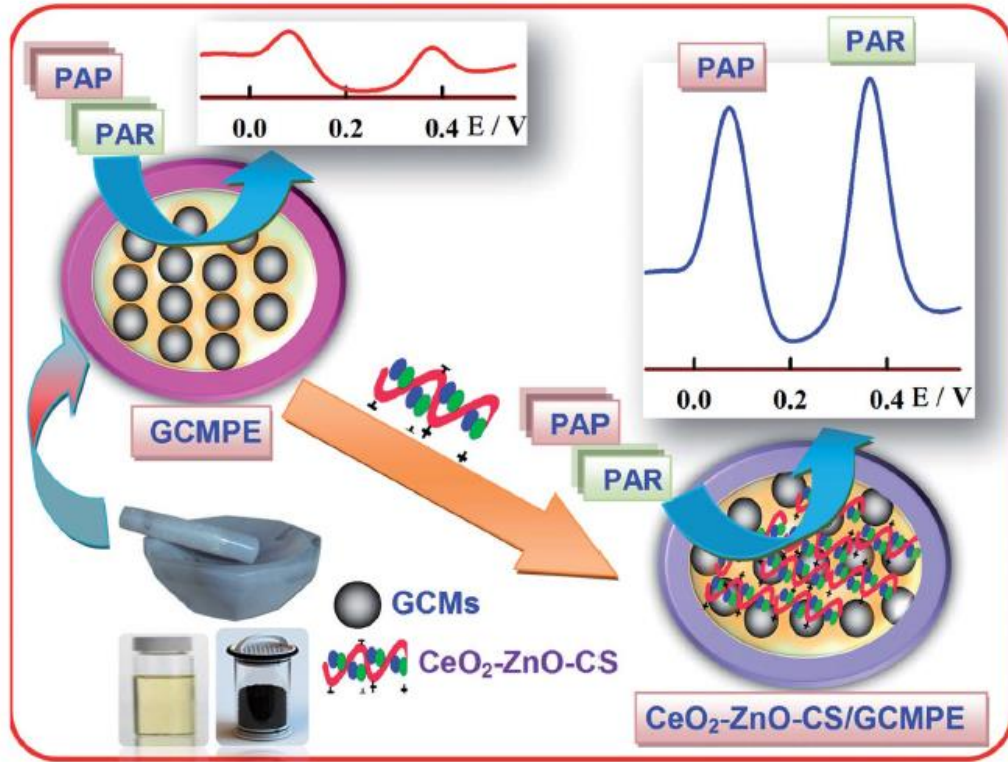 PAP
PAR
0.0 0.2 0.4 E / V
PAP
PAR
0.0 0.2 0.4 E / V
GCMPE
PAP
PAR
GCMs
CeO₂-ZnO-CS
CeO₂-ZnO-CS/GCMPE